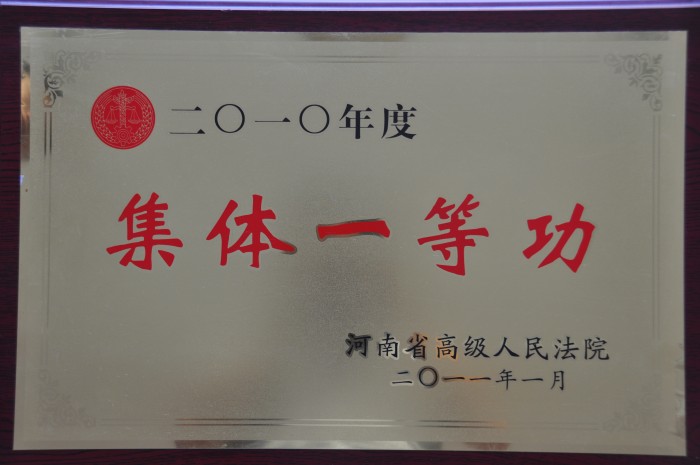 二〇一〇年度
集体一等功
河南省高级人民法院
二〇一一年一月